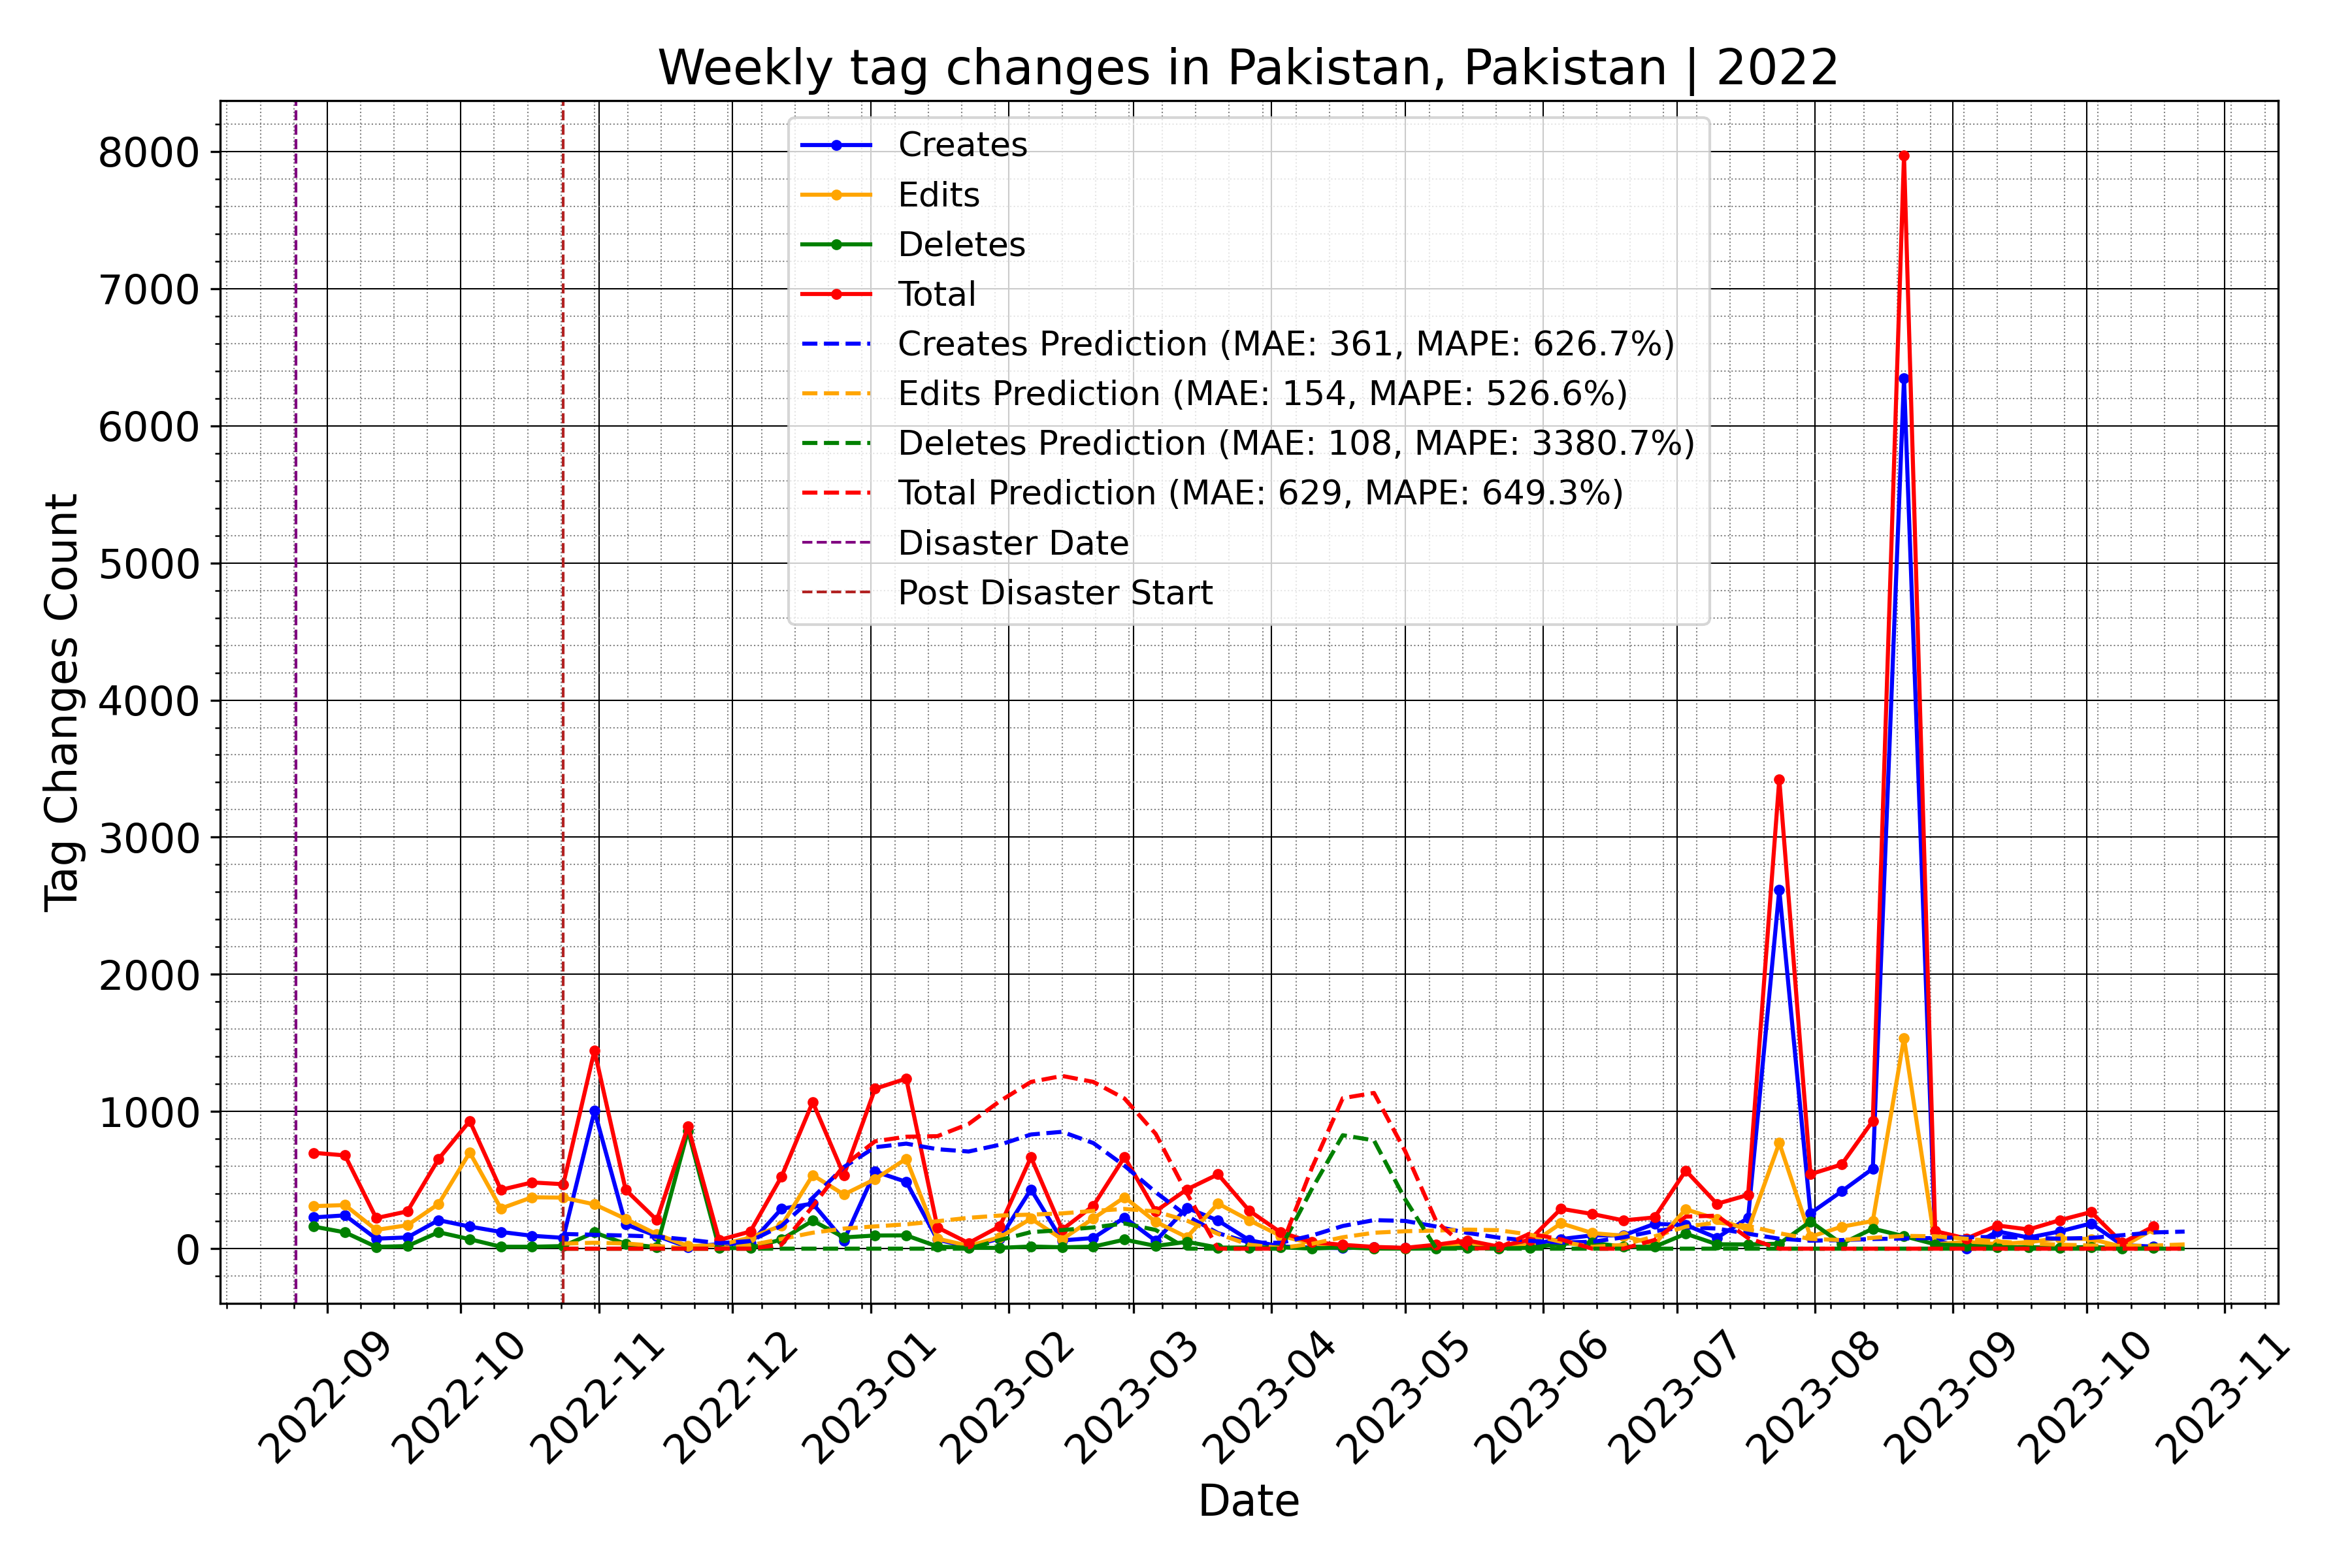 Weekly tag changes in Pakistan, Pakistan | 2022
Tag Changes Count
8000
7000
6000
5000
4000
3000
2000
1000
0
Creates
Edits
Deletes
Total
Creates Prediction (MAE: 361, MAPE: 626.7%)
Edits Prediction (MAE: 154, MAPE: 526.6%)
Deletes Prediction (MAE: 108, MAPE: 3380.7%)
Total Prediction (MAE: 629, MAPE: 649.3%)
Disaster Date
Post Disaster Start
2022-09
2022-10
2022-11
2022-12
2023-01
2023-02
2023-03
2023-04
2023-05
2023-06
2023-07
2023-08
2023-09
2023-10
2023-11
Date